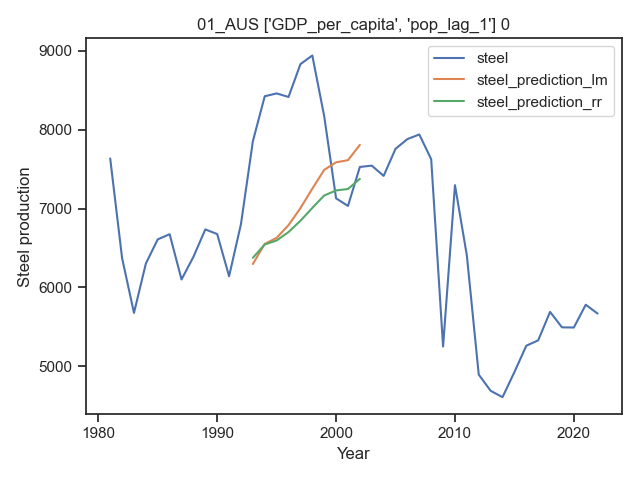 01_AUS ['GDP_per_capita', 'pop_lag_1'] 0
steel
steel_prediction_lm
steel_prediction_rr
Steel production
9000
8000
7000
6000
5000
1980
1990
2000
2010
2020
Year